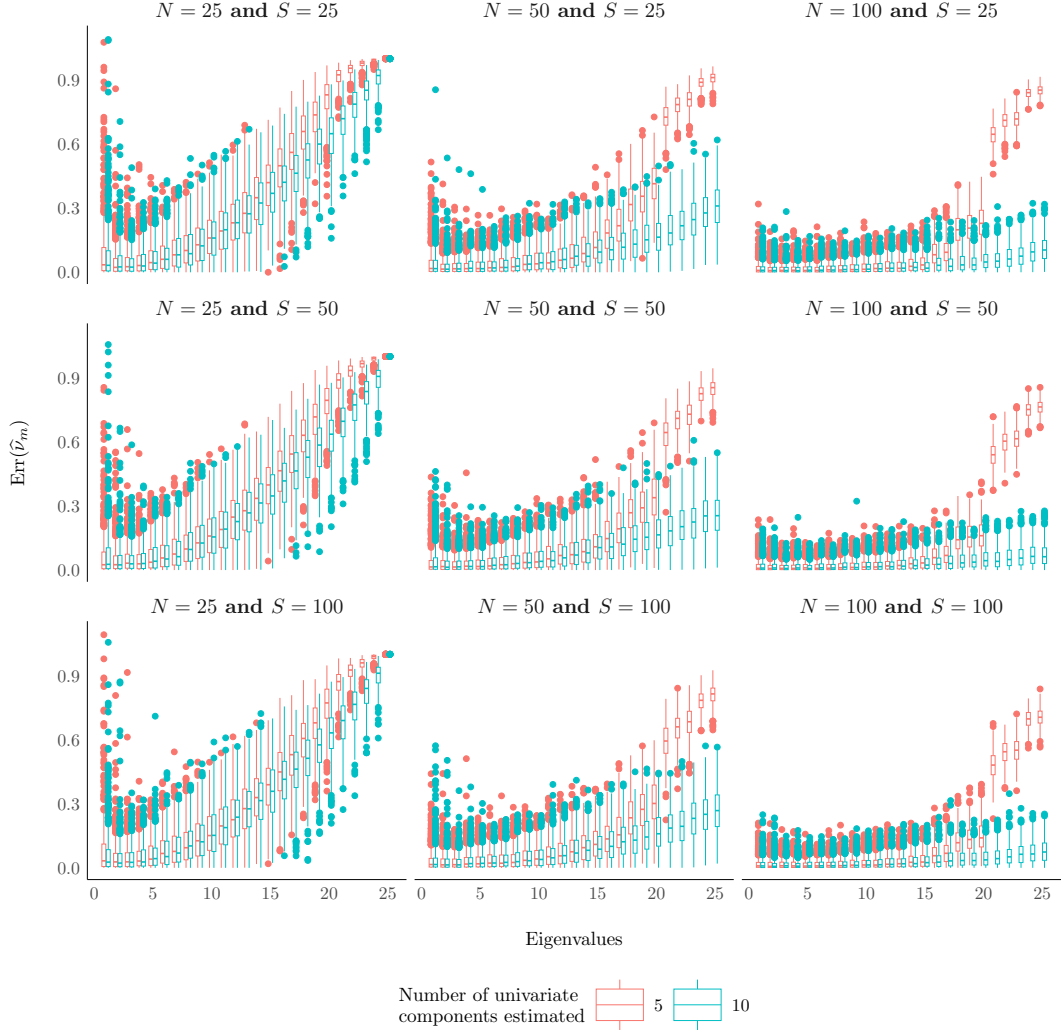 N = 25 and S = 25
N = 50 and S = 25
N = 100 and S = 25
0.9
0.6
0.3
0.0
N = 25 and S = 50
N = 50 and S = 50
N = 100 and S = 50
0.9
0.6
0.3
0.0
Err(ν̂ₘ)
N = 25 and S = 100
N = 50 and S = 100
N = 100 and S = 100
0.9
0.6
0.3
0.0
0 5 10 15 20 25
0 5 10 15 20 25
0 5 10 15 20 25
Eigenvalues
Number of univariate
components estimated
5
10